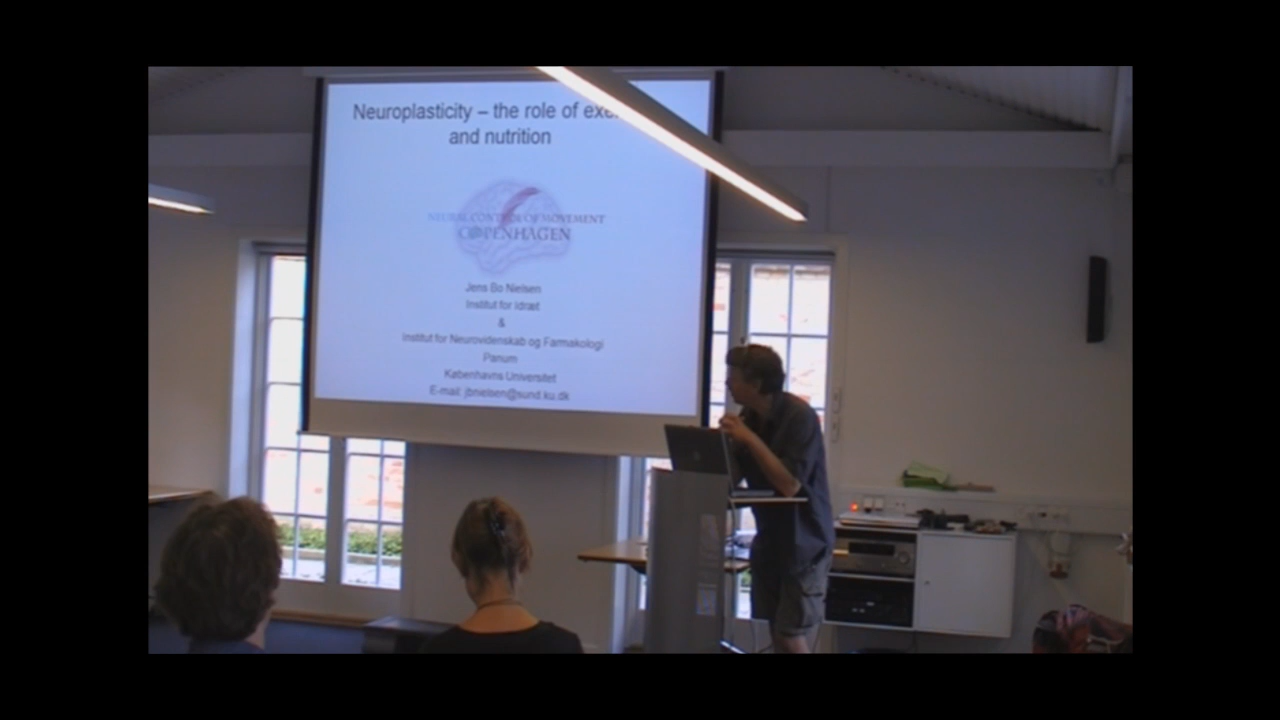 Neuroplasticity – the role of exe
and nutrition
NEURAL CONTROL OF MOVEMENT
COPENHAGEN
Jens Bo Nielsen
Institut for Idræt
&
Institut for Neurovidenskab og Farmakologi
Panum
Københavns Universitet
E-mail: jbnielsen@sund.ku.dk